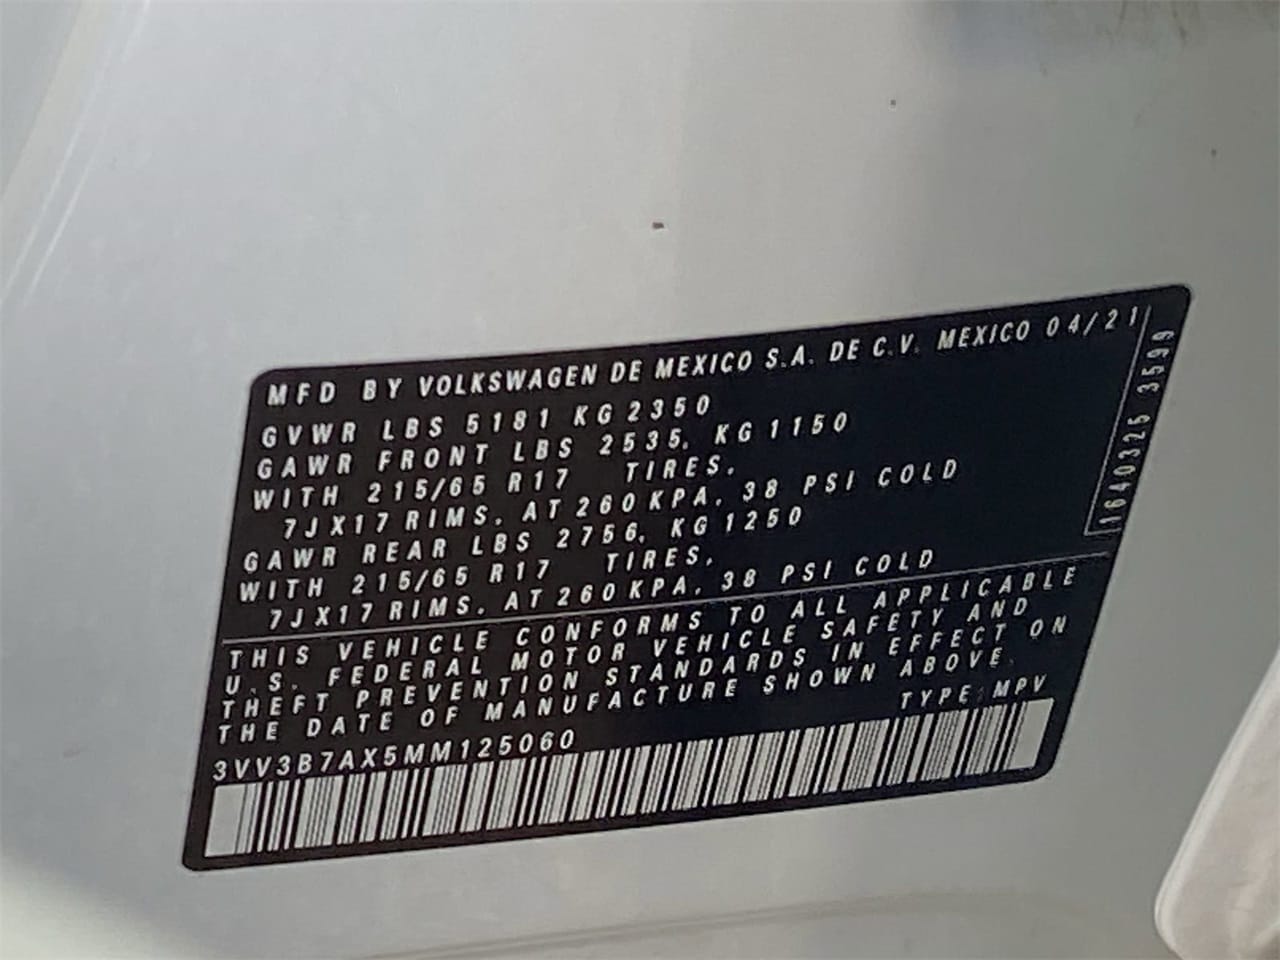 MFD BY VOLKSWAGEN DE MEXICO S.A. DE C.V. MEXICO 04/21
GVWR LBS 5181 KG 2350
GAWR FRONT LBS 2535, KG 1150
WITH 215/65 R17 TIRES,
7JX17 RIMS, AT 260 KPA, 38 PSI COLD
GAWR REAR LBS 2756, KG 1250
WITH 215/65 R17 TIRES,
7JX17 RIMS, AT 260 KPA, 38 PSI COLD
1640325 3599
THIS VEHICLE CONFORMS TO ALL APPLICABLE
U.S. FEDERAL MOTOR VEHICLE SAFETY AND
THEFT PREVENTION STANDARDS IN EFFECT ON
THE DATE OF MANUFACTURE SHOWN ABOVE.
3VV3B7AX5MM125060 TYPE: MPV